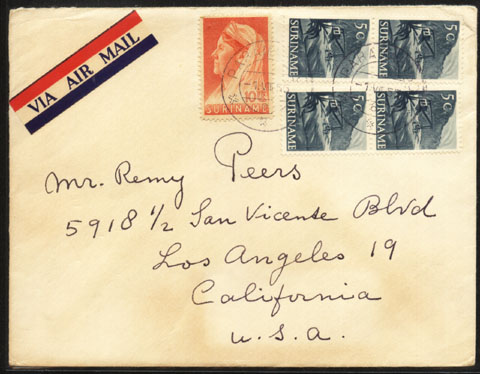 VIA AIR MAIL
10c
SURINAME
5c
SURINAME
5c
SURINAME
5c
SURINAME
5c
SURINAME
Mr. Remy Peers
5918 1/2 San Vicente Blvd
Los Angeles 19
California
U.S.A.